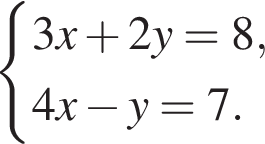 3x + 2y = 8,
4x − y = 7.